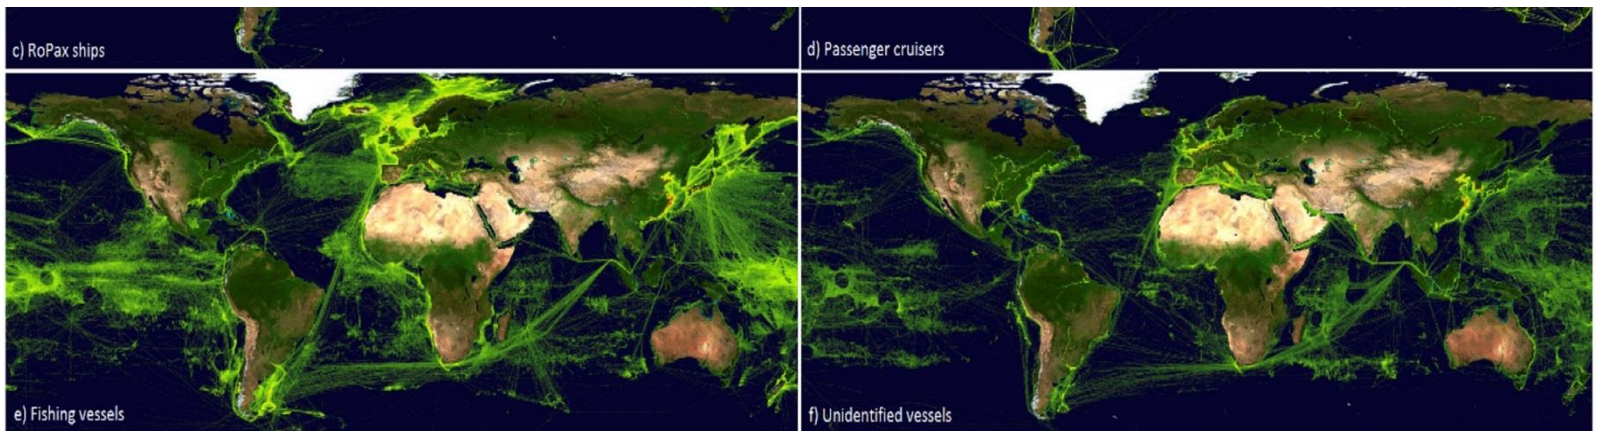 c) RoPax ships
d) Passenger cruisers
e) Fishing vessels
f) Unidentified vessels